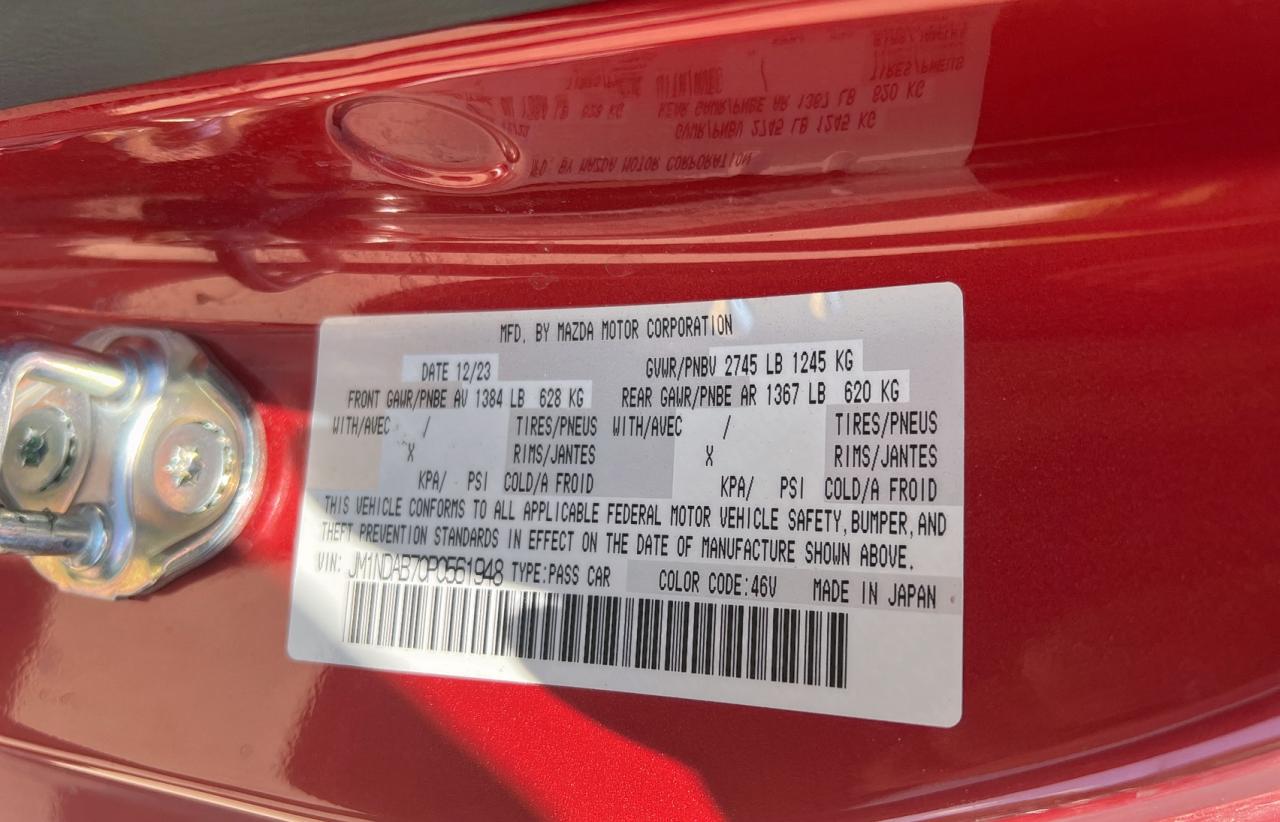 MFD. BY MAZDA MOTOR CORPORATION
DATE 12/23 GVWR/PNBV 2745 LB 1245 KG
FRONT GAWR/PNBE AV 1384 LB 628 KG REAR GAWR/PNBE AR 1367 LB 620 KG
WITH/AVEC / TIRES/PNEUS WITH/AVEC / TIRES/PNEUS
X RIMS/JANTES X RIMS/JANTES
KPA/ PSI COLD/A FROID KPA/ PSI COLD/A FROID
THIS VEHICLE CONFORMS TO ALL APPLICABLE FEDERAL MOTOR VEHICLE SAFETY, BUMPER, AND
THEFT PREVENTION STANDARDS IN EFFECT ON THE DATE OF MANUFACTURE SHOWN ABOVE.
VIN: JM1NDAB70P0561948 TYPE:PASS CAR COLOR CODE:46V MADE IN JAPAN